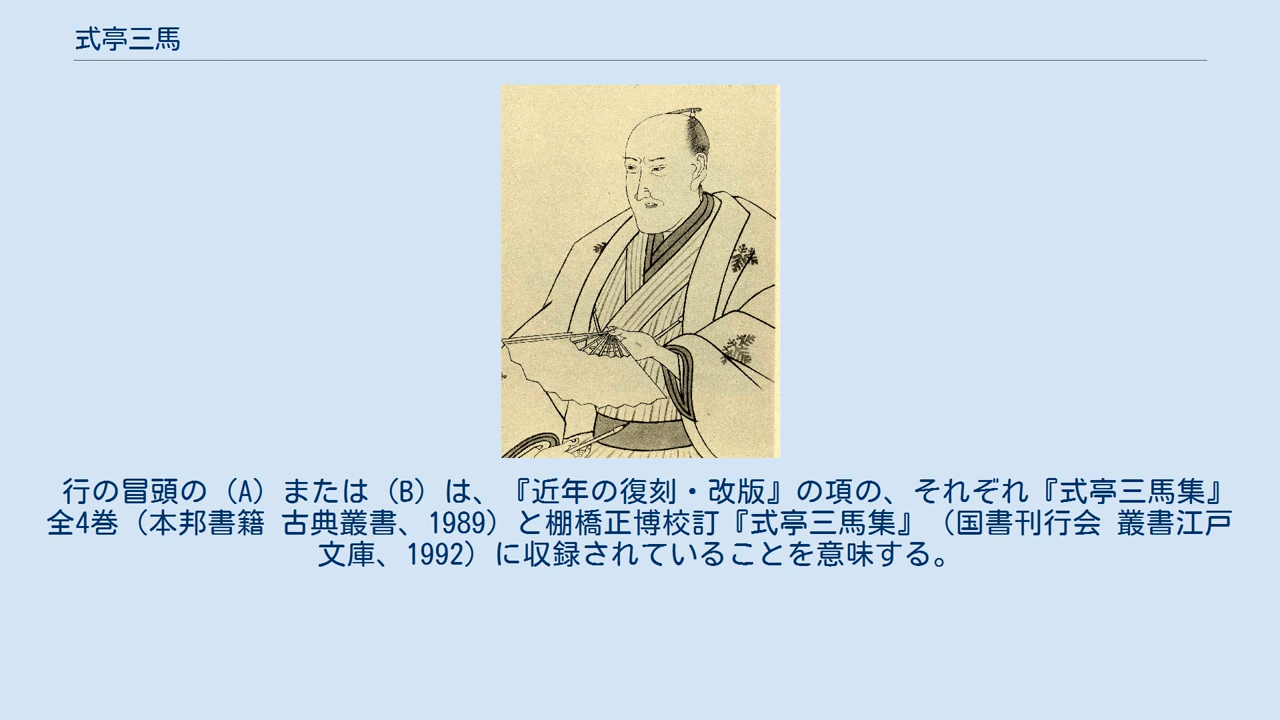 式亭三馬
行の冒頭の（A）または（B）は、『近年の復刻・改版』の項の、それぞれ『式亭三馬集』
全4巻（本邦書籍 古典叢書、1989）と棚橋正博校訂『式亭三馬集』（国書刊行会 叢書江戸
文庫、1992）に収録されていることを意味する。